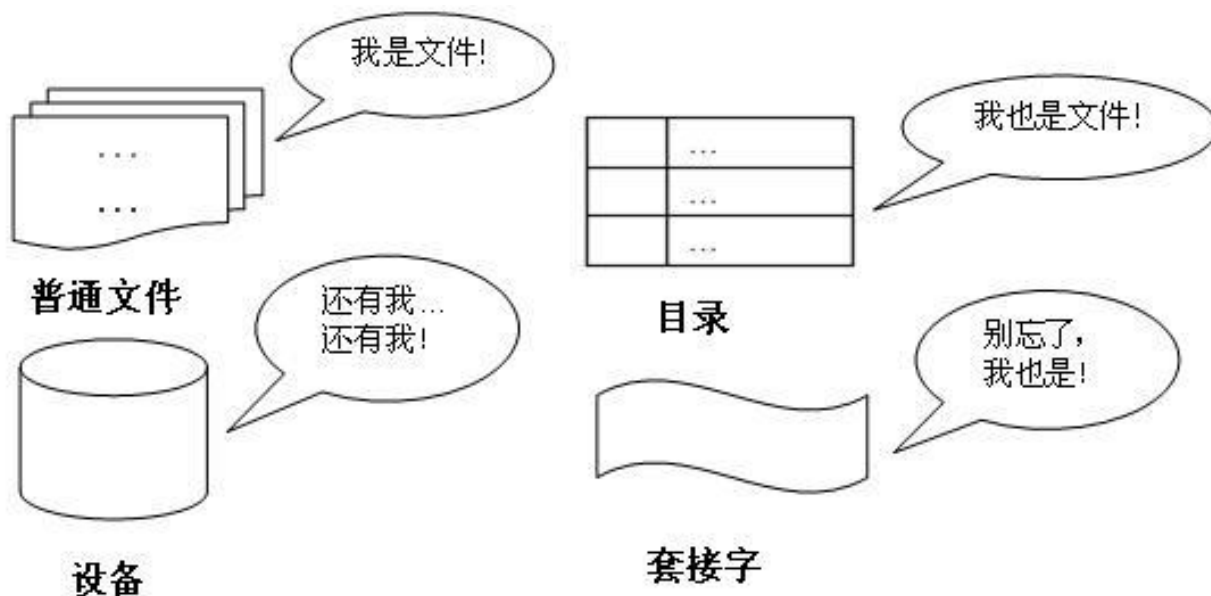 我是文件!
我也是文件!
...
...
...
...
...
普通文件
目录
还有我...
还有我!
别忘了,
我也是!
设备
套接字